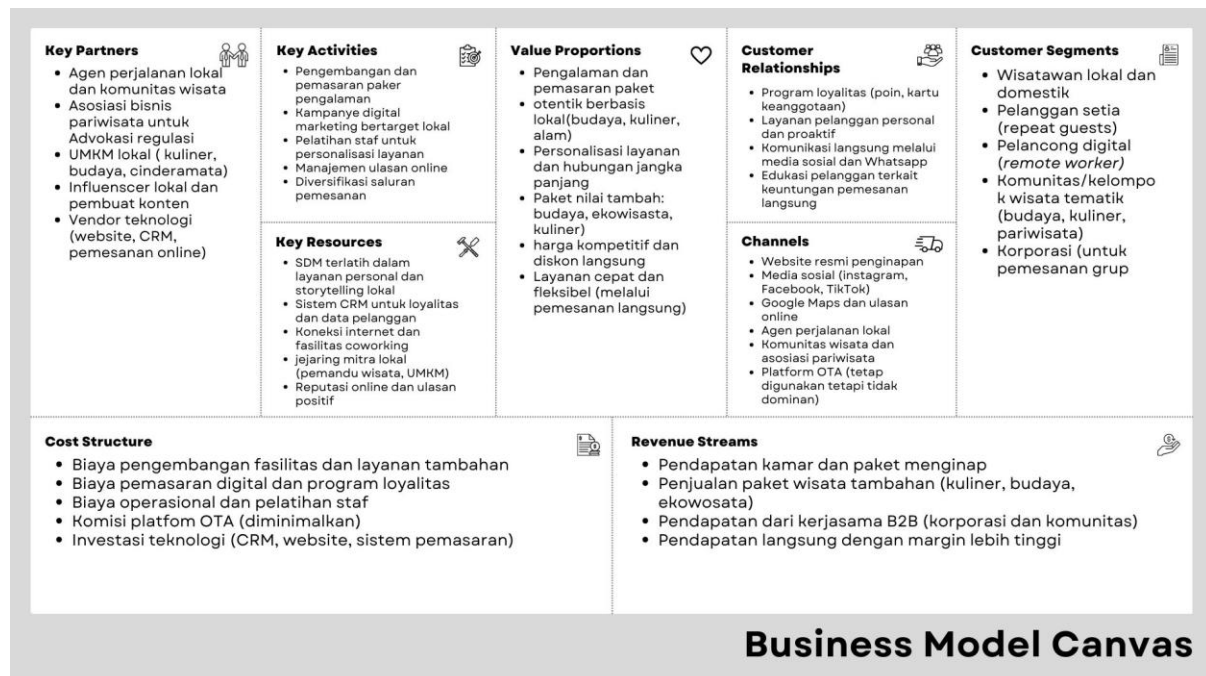 Key Partners
Agen perjalanan lokal
dan komunitas wisata
Asosiasi bisnis
pariwisata untuk
Advokasi regulasi
UMKM lokal ( kuliner,
budaya, cinderamata)
Influenscer lokal dan
pembuat konten
Vendor teknologi
(website, CRM,
pemesanan online)
Key Activities
Pengembangan dan
pemasaran paker
pengalaman
Kampanye digital
marketing bertarget lokal
Pelatihan staf untuk
personalisasi layanan
Manajemen ulasan online
Diversifikasi saluran
pemesanan
Key Resources
SDM terlatih dalam
layanan personal dan
storytelling lokal
Sistem CRM untuk loyalitas
dan data pelanggan
Koneksi internet dan
fasilitas coworking
jejaring mitra lokal
(pemandu wisata, UMKM)
Reputasi online dan ulasan
positif
Value Proportions
Pengalaman dan
pemasaran paket
otentik berbasis
lokal(budaya, kuliner,
alam)
Personalisasi layanan
dan hubungan jangka
panjang
Paket nilai tambah:
budaya, ekowisasta,
kuliner)
harga kompetitif dan
diskon langsung
Layanan cepat dan
fleksibel (melalui
pemesanan langsung)
Customer
Relationships
Program loyalitas (poin, kartu
keanggotaan)
Layanan pelanggan personal
dan proaktif
Komunikasi langsung melalui
media sosial dan Whatsapp
Edukasi pelanggan terkait
keuntungan pemesanan
langsung
Channels
Website resmi penginapan
Media sosial (instagram,
Facebook, TikTok)
Google Maps dan ulasan
online
Agen perjalanan lokal
Komunitas wisata dan
asosiasi pariwisata
Platform OTA (tetap
digunakan tetapi tidak
dominan)
Customer Segments
Wisatawan lokal dan
domestik
Pelanggan setia
(repeat guests)
Pelancong digital
(remote worker)
Komunitas/kelompo
k wisata tematik
(budaya, kuliner,
pariwisata)
Korporasi (untuk
pemesanan grup
Cost Structure
Biaya pengembangan fasilitas dan layanan tambahan
Biaya pemasaran digital dan program loyalitas
Biaya operasional dan pelatihan staf
Komisi platfom OTA (diminimalkan)
Investasi teknologi (CRM, website, sistem pemasaran)
Revenue Streams
Pendapatan kamar dan paket menginap
Penjualan paket wisata tambahan (kuliner, budaya,
ekowosata)
Pendapatan dari kerjasama B2B (korporasi dan komunitas)
Pendapatan langsung dengan margin lebih tinggi
Business Model Canvas